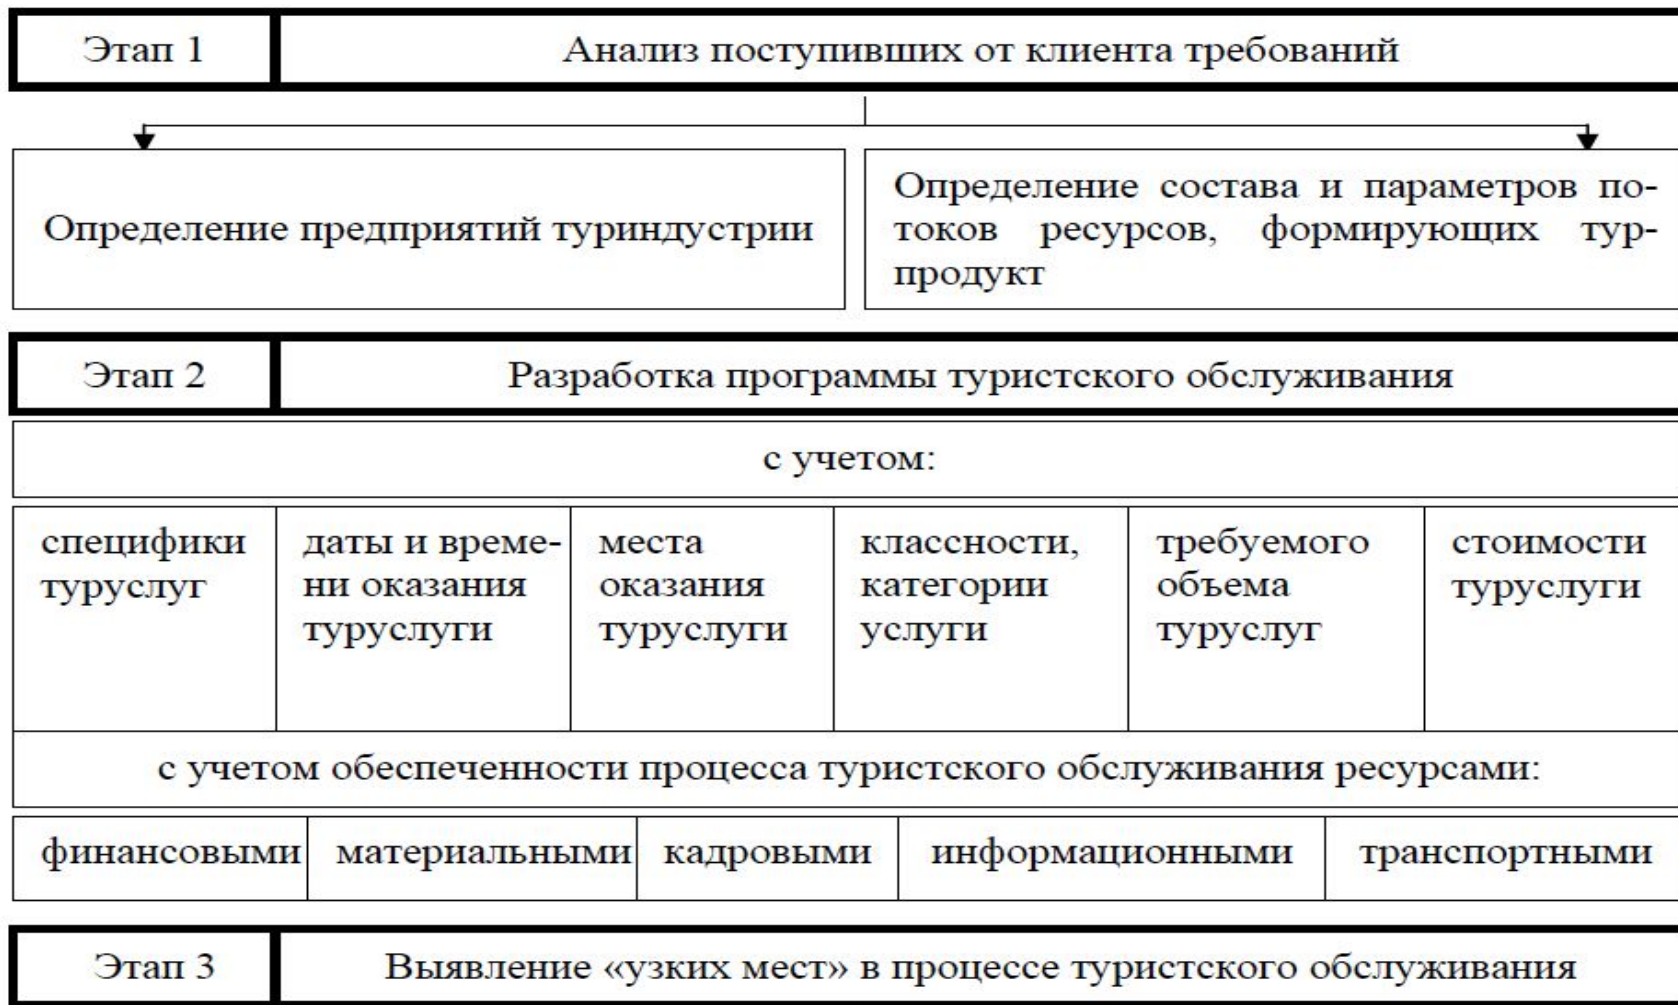 Этап 1
Анализ поступивших от клиента требований
Определение предприятий туриндустрии
Определение состава и параметров по-
токов ресурсов, формирующих тур-
продукт
Этап 2
Разработка программы туристского обслуживания
с учетом:
специфики
туруслуг
даты и време-
ни оказания
туруслуги
места
оказания
туруслуги
классности,
категории
услуги
требуемого
объема
туруслуг
стоимости
туруслуги
с учетом обеспеченности процесса туристского обслуживания ресурсами:
финансовыми
материальными
кадровыми
информационными
транспортными
Этап 3
Выявление «узких мест» в процессе туристского обслуживания